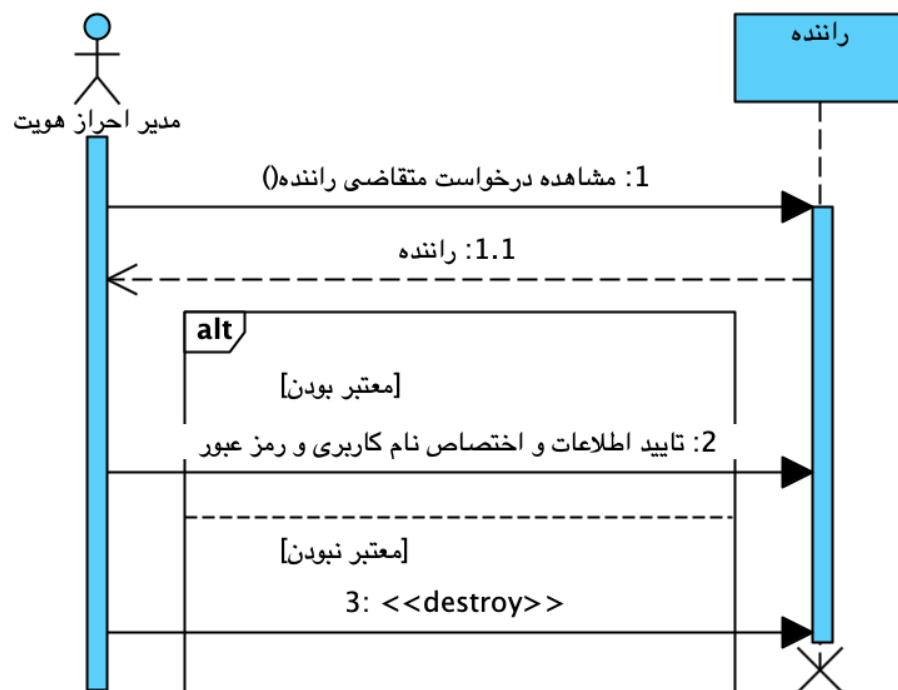 راننده
مدیر احراز هویت
1: مشاهده درخواست متقاضی راننده()
1.1: راننده
alt
[معتبر بودن]
2: تایید اطلاعات و اختصاص نام کاربری و رمز عبور
[معتبر نبودن]
3: <<destroy>>